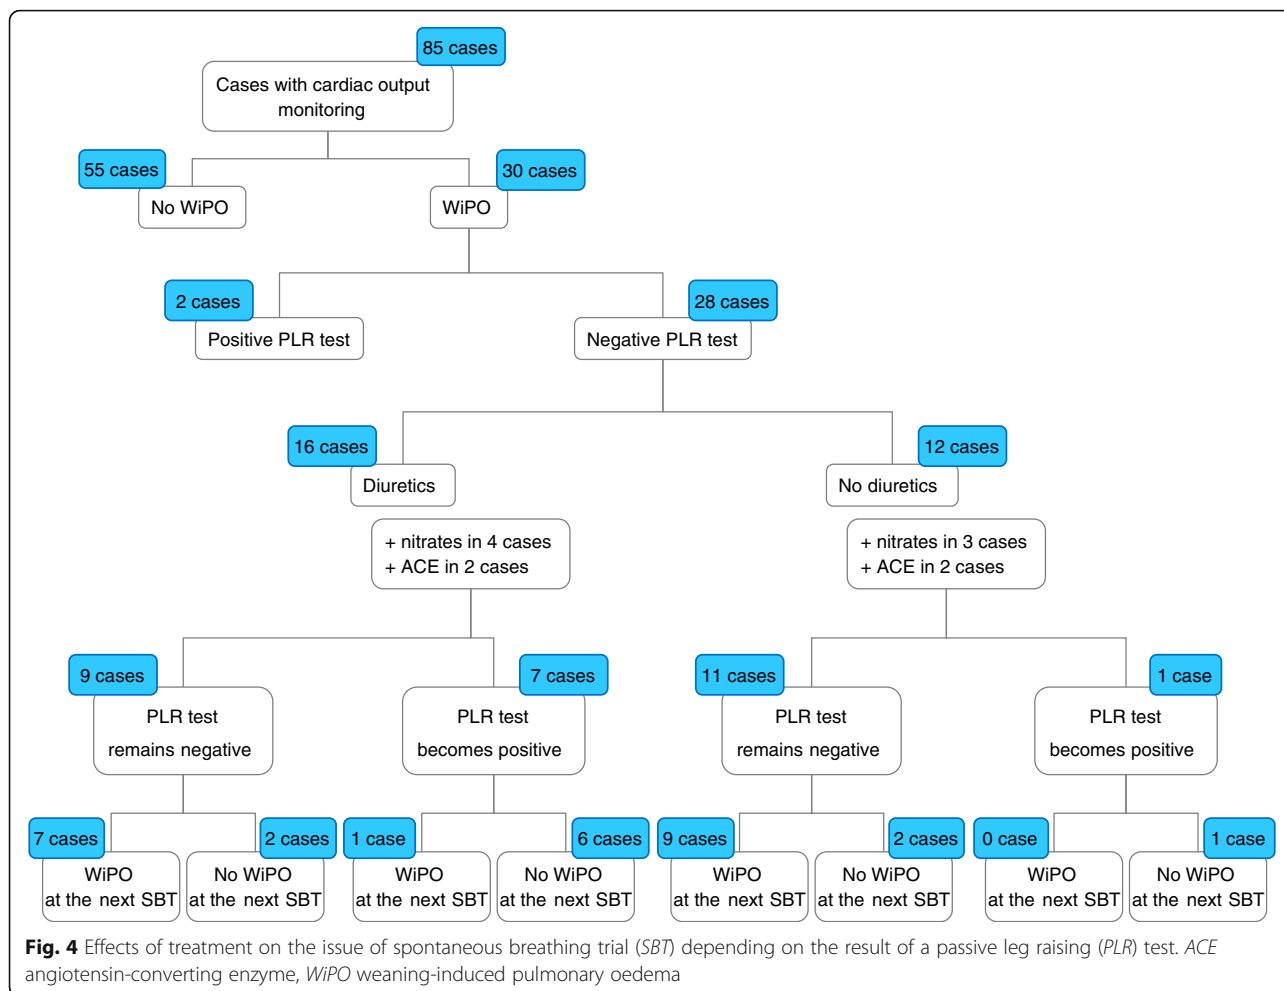 85 cases
Cases with cardiac output
monitoring
55 cases
No WiPO
30 cases
WiPO
2 cases
Positive PLR test
28 cases
Negative PLR test
16 cases
Diuretics
12 cases
No diuretics
+ nitrates in 4 cases
+ ACE in 2 cases
+ nitrates in 3 cases
+ ACE in 2 cases
9 cases
PLR test
remains negative
7 cases
PLR test
becomes positive
11 cases
PLR test
remains negative
1 case
PLR test
becomes positive
7 cases
WiPO
at the next SBT
2 cases
No WiPO
at the next SBT
1 case
WiPO
at the next SBT
6 cases
No WiPO
at the next SBT
9 cases
WiPO
at the next SBT
2 cases
No WiPO
at the next SBT
0 case
WiPO
at the next SBT
1 case
No WiPO
at the next SBT
Fig. 4 Effects of treatment on the issue of spontaneous breathing trial (SBT) depending on the result of a passive leg raising (PLR) test. ACE
angiotensin-converting enzyme, WiPO weaning-induced pulmonary oedema